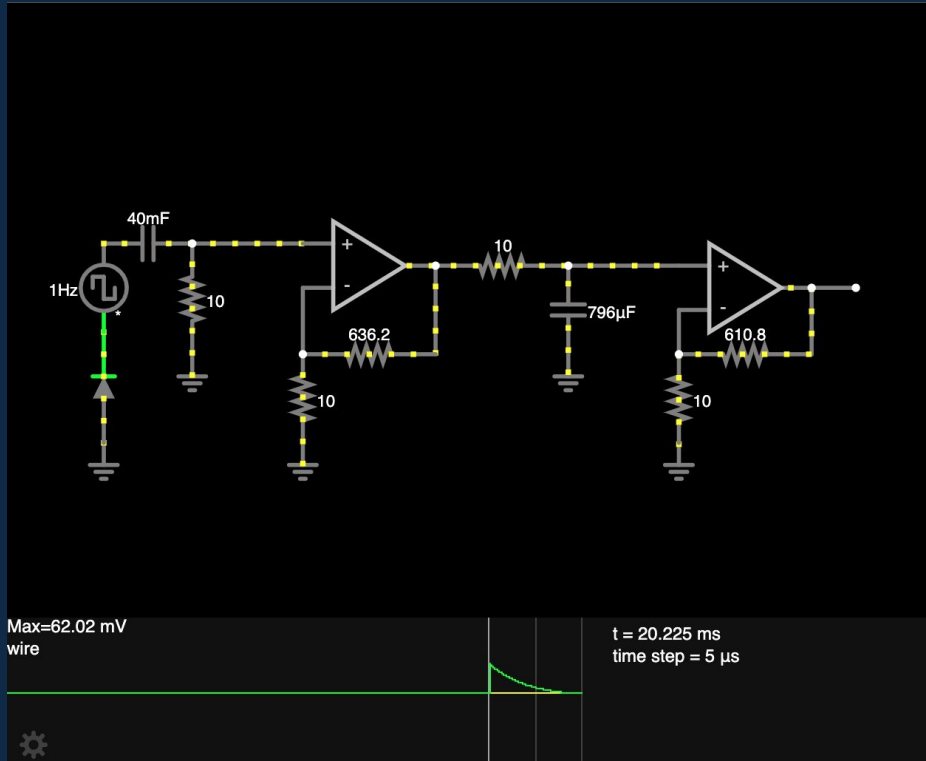 40mF
1Hz
*
10
+
-
636.2
10
10
796μF
+
-
610.8
10
Max=62.02 mV
wire
t = 20.225 ms
time step = 5 μs